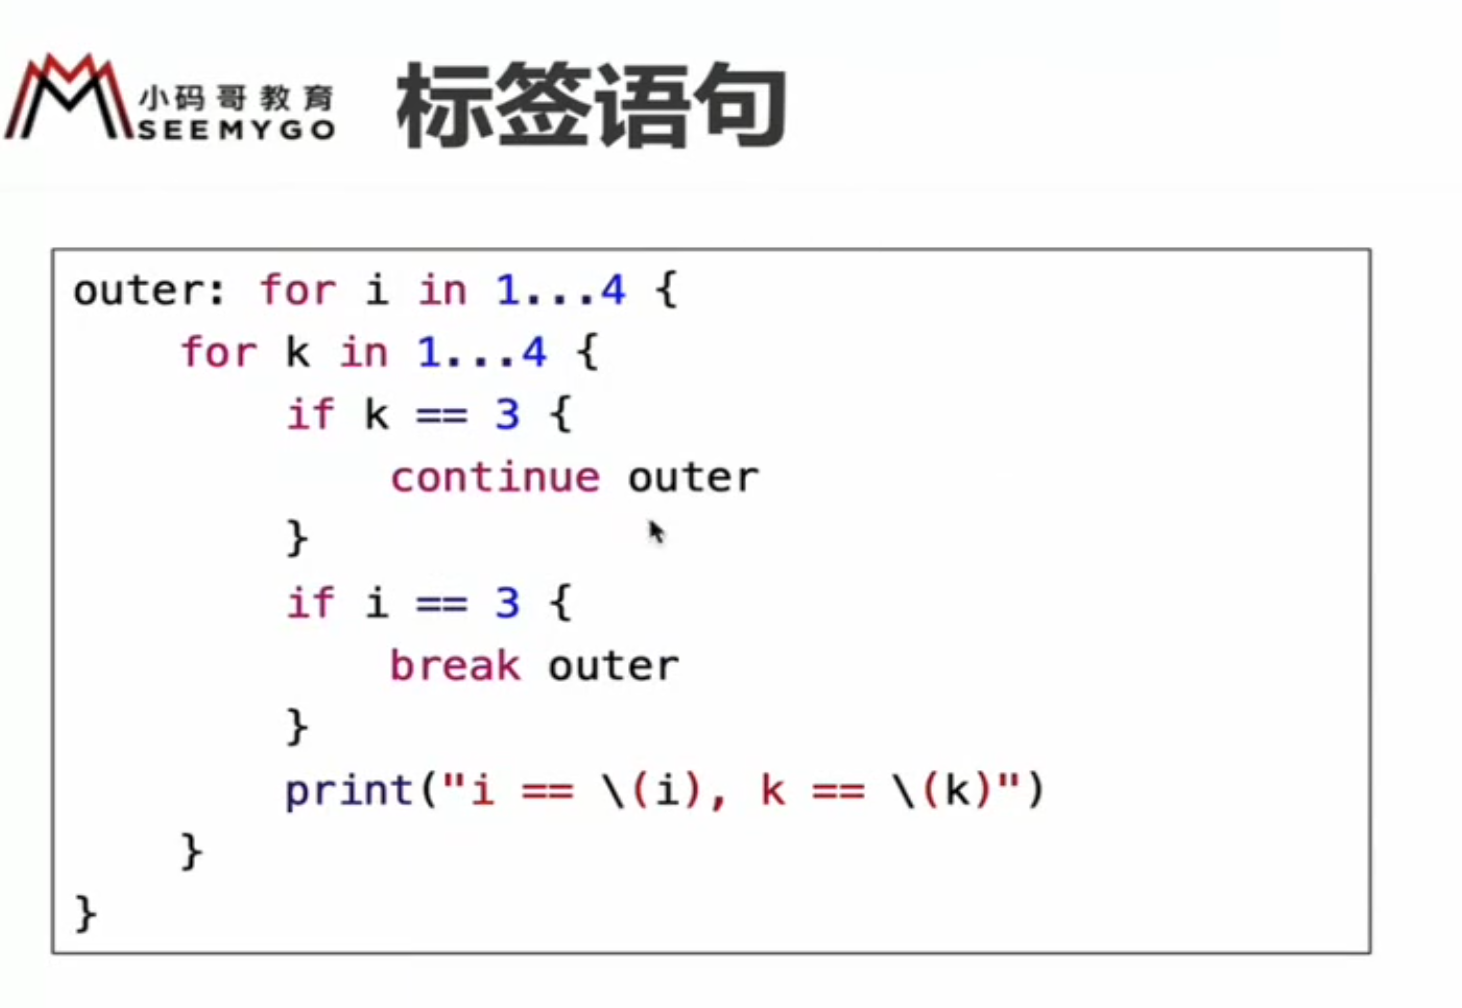 小码哥教育
SEEMYGO
标签语句
outer: for i in 1...4 {
    for k in 1...4 {
        if k == 3 {
            continue outer
        }
        if i == 3 {
            break outer
        }
        print("i == \(i), k == \(k)")
    }
}